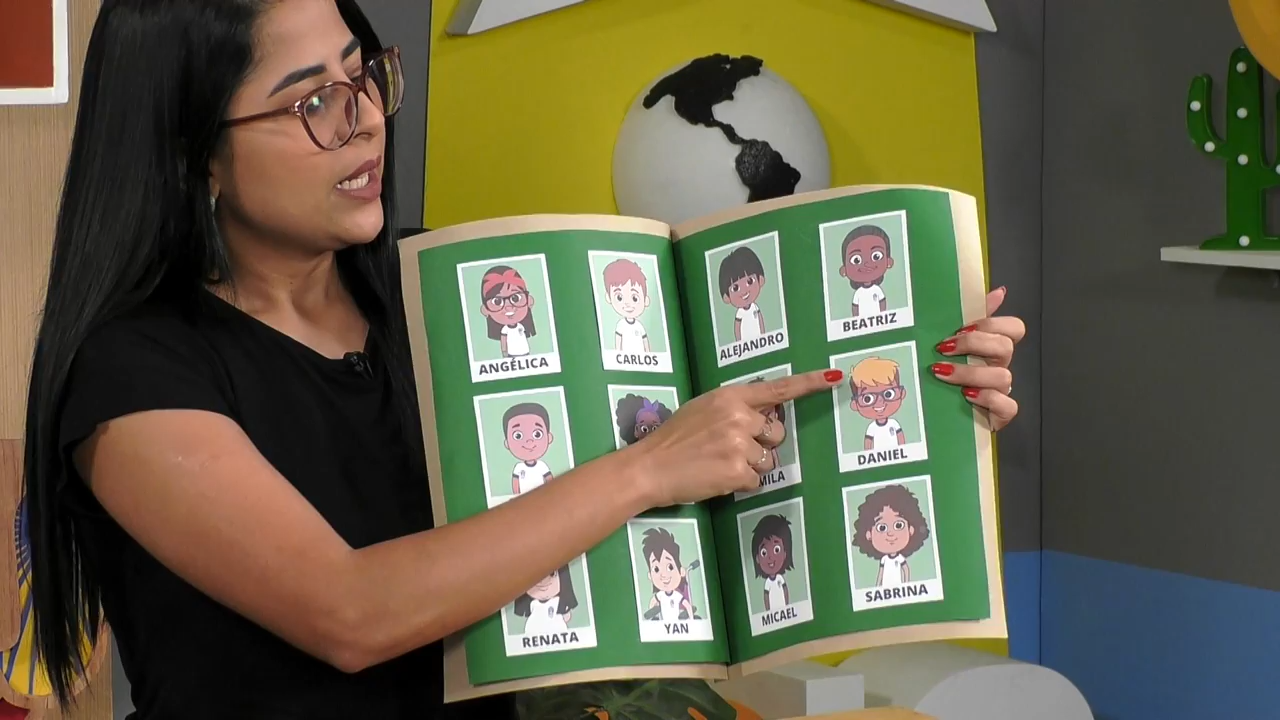 ANGÉLICA
CARLOS
RENATA
YAN
ALEJANDRO
BEATRIZ
DANIEL
MICAEL
SABRINA